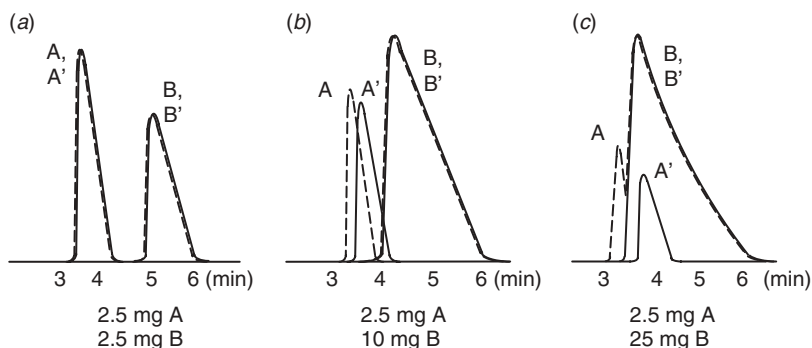 (a)
A,
A’
B,
B’
3 4 5 6 (min)
2.5 mg A
2.5 mg B
(b)
A
A’
B,
B’
3 4 5 6 (min)
2.5 mg A
10 mg B
(c)
A
A’
B,
B’
3 4 5 6 (min)
2.5 mg A
25 mg B